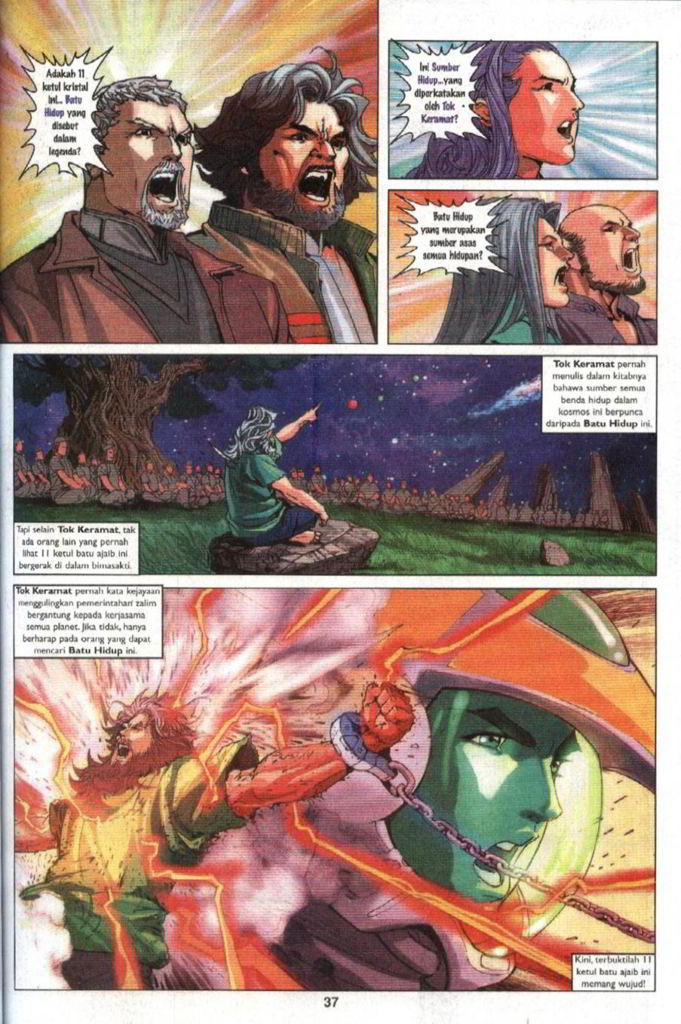 Adakah 11
ketul kristal
ini... Batu
Hidup yang
disebut
dalam
legenda?
Ini Sumber
Hidup...yang
diperkatakan
oleh Tok
Keramat?
Batu Hidup
yang merupakan
sumber asas
semua hidupan?
Tok Keramat pernah
menulis dalam kitabnya
bahawa sumber semua
benda hidup dalam
kosmos ini berpunca
daripada Batu Hidup ini.
Tapi selain Tok Keramat, tak
ada orang lain yang pernah
lihat 11 ketul batu ajaib ini
bergerak di dalam bimasakti.
Tok Keramat pernah kata kejayaan
menggulingkan pemerintahan zalim
bergantung kepada kerjasama
semua planet. Jika tidak, hanya
berharap pada orang yang dapat
mencari Batu Hidup ini.
Kini, terbuktilah 11
ketul batu ajaib ini
memang wujud!
37